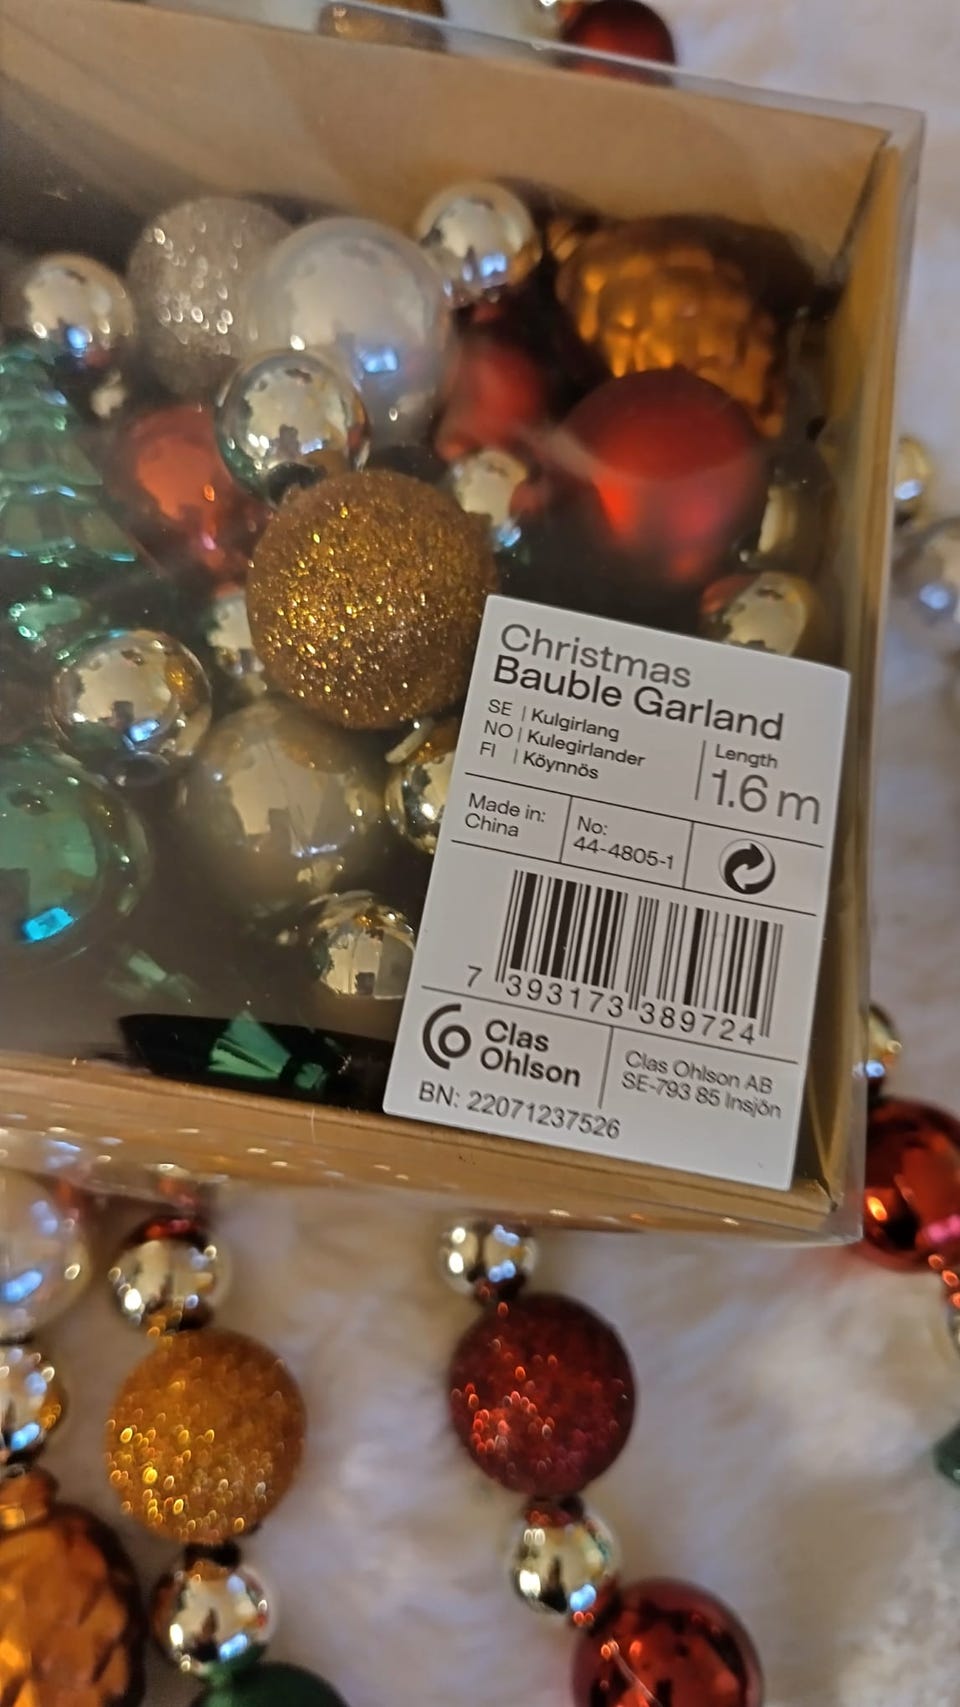 Christmas
Bauble Garland
SE | Kulgirlang
NO | Kulegirlander
FI | Köynnös
Length
1.6 m
Made in:
China
No:
44-4805-1
7 393173 389724
Clas
Ohlson
Clas Ohlson AB
SE-793 85 Insjön
BN: 22071237526